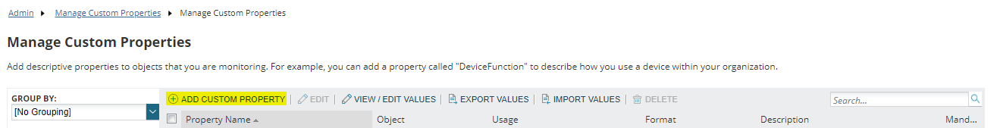 Admin Manage Custom Properties Manage Custom Properties
Manage Custom Properties
Add descriptive properties to objects that you are monitoring. For example, you can add a property called "DeviceFunction" to describe how you use a device within your organization.
GROUP BY:
[No Grouping]
ADD CUSTOM PROPERTY EDIT VIEW / EDIT VALUES EXPORT VALUES IMPORT VALUES DELETE Search...
Property Name Object Usage Format Description Mand...